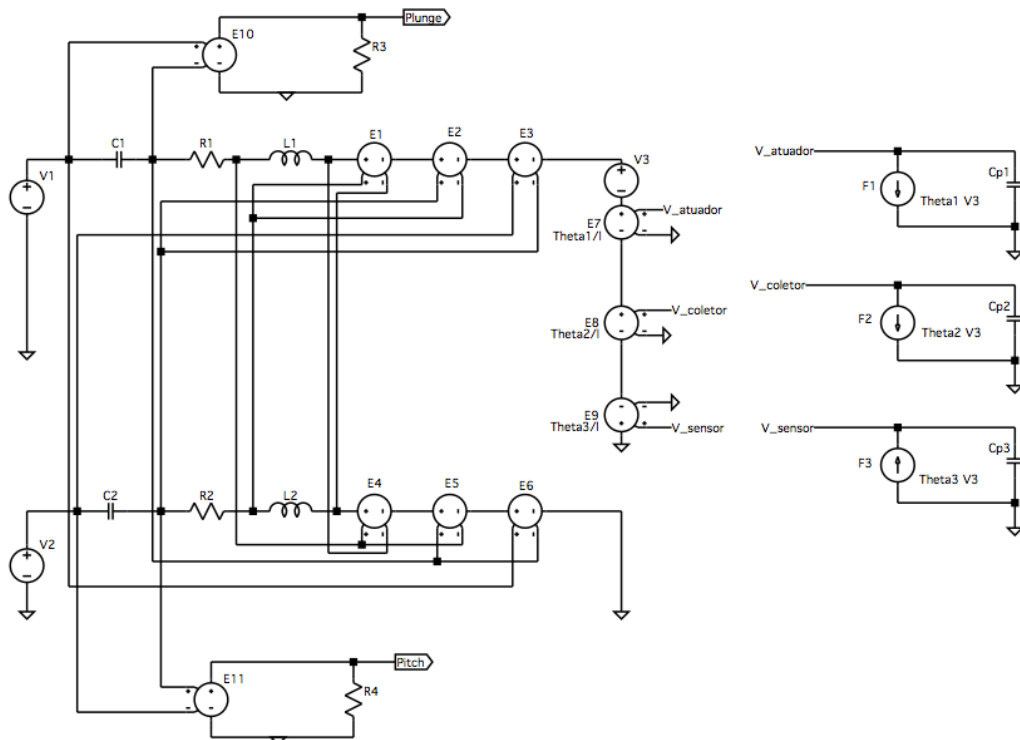 Plunge
E10
R3
C1
R1
L1
E1
E2
E3
V1
V3
V_atuador
E7
Theta1/I
V_atuador
F1
Theta1 V3
Cp1
V_coletor
E8
Theta2/I
V_coletor
F2
Theta2 V3
Cp2
E9
Theta3/I
V_sensor
V_sensor
F3
Theta3 V3
Cp3
C2
R2
L2
E4
E5
E6
V2
Pitch
E11
R4